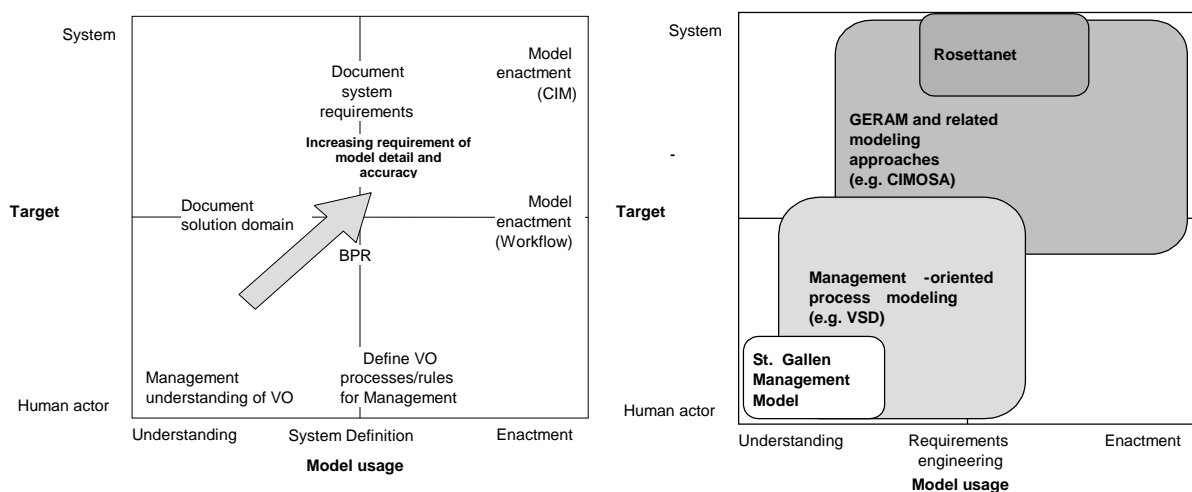 System
Model
enactment
(CIM)
Document
system
requirements
Increasing requirement of
model detail and
accuracy
Target
Document
solution domain
Model
enactment
(Workflow)
BPR
Management
understanding of VO
Define VO
processes/rules
for Management
Human actor
Understanding
System Definition
Enactment
Model usage
System
Rosettanet
GERAM and related
modeling
approaches
(e.g. CIMOSA)
-
Target
Management -oriented
process modeling
(e.g. VSD)
St. Gallen
Management
Model
Human actor
Understanding
Requirements
engineering
Enactment
Model usage